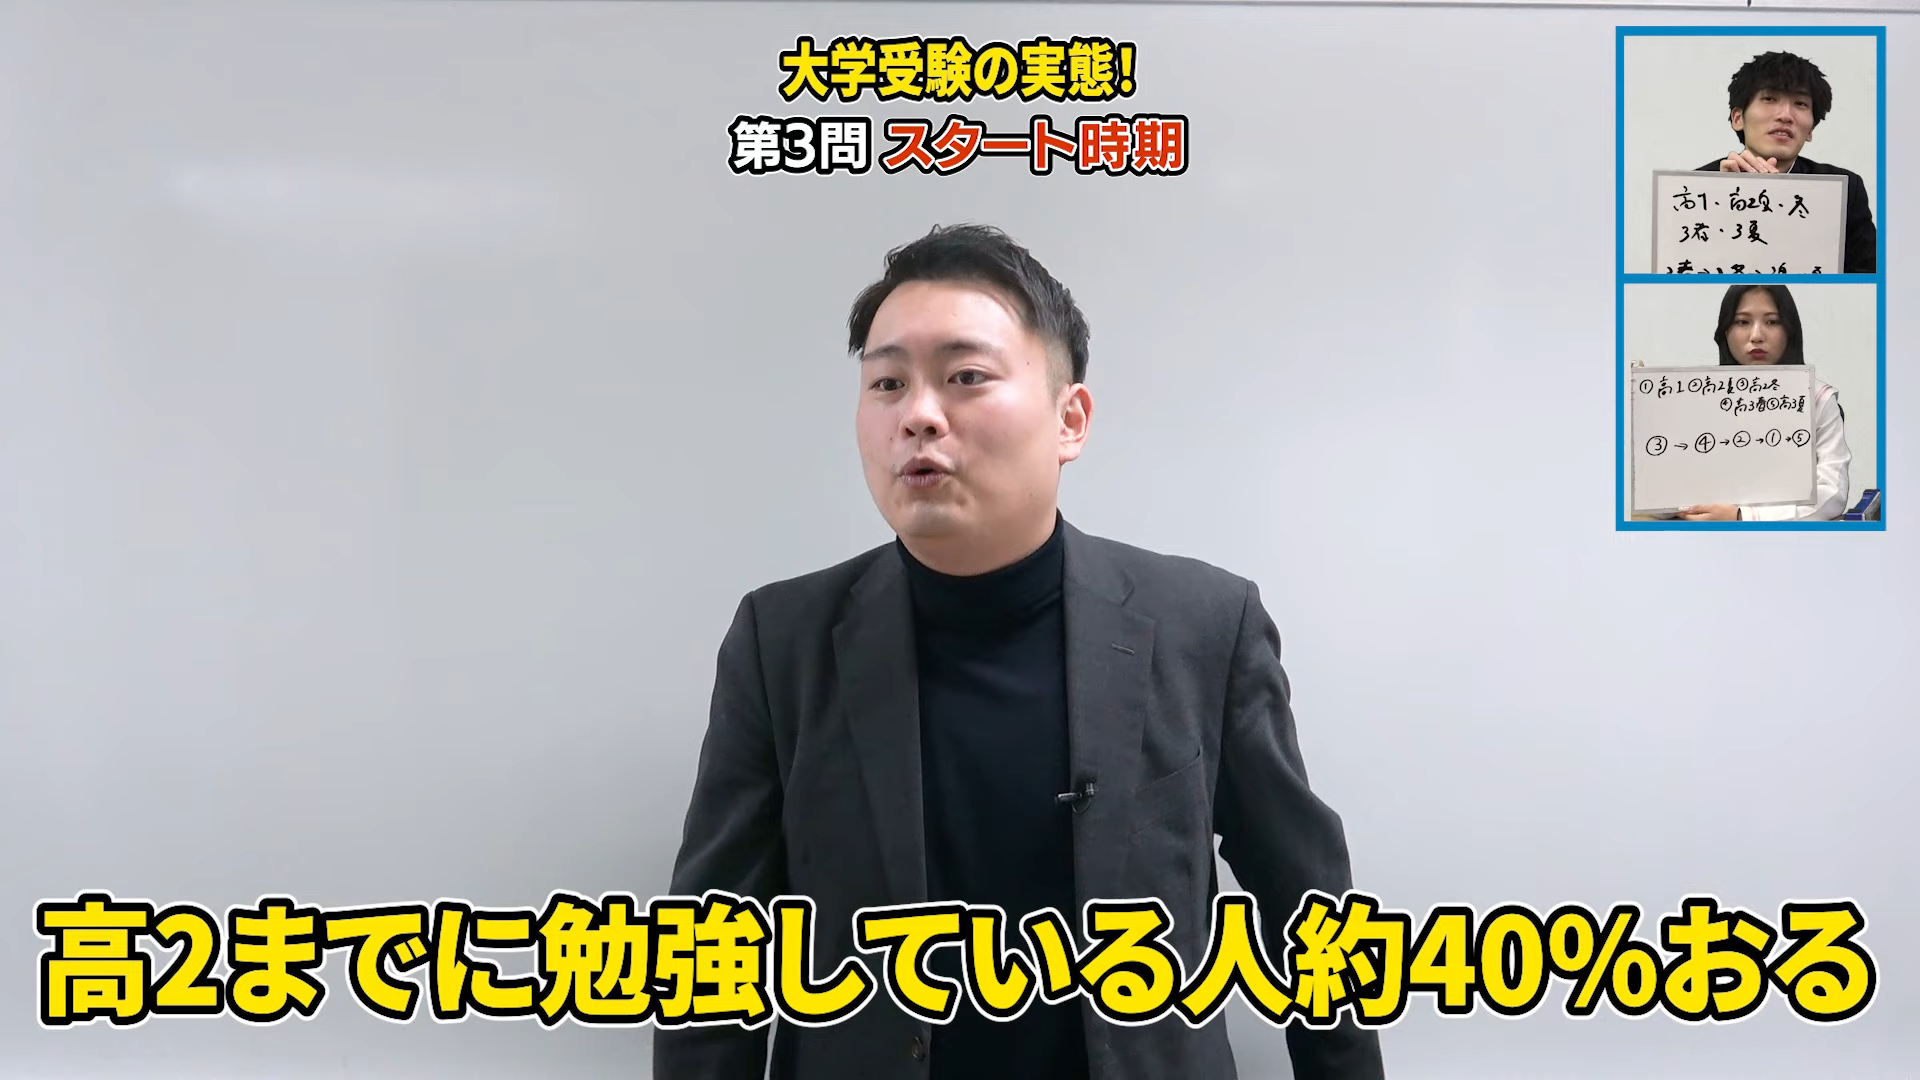 大学受験の実態!
第3問 スタート時期
高1・高2夏・冬
3春・3夏
①高1②高2夏③高2冬
④高3春⑤高3夏
③→④→②→①→⑤
高2までに勉強している人約40%おる